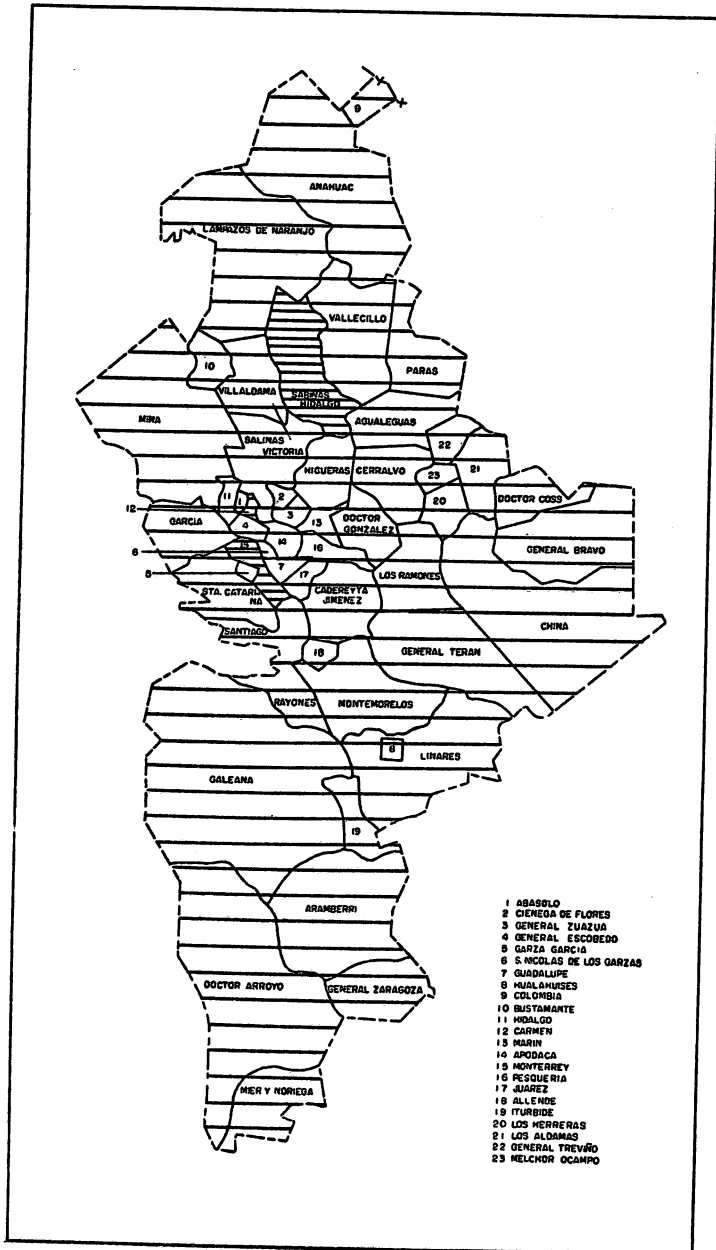 9
ANAHUAC
LAMPAZOS DE NARANJO
VALLECILLO
10
PARAS
VILLALDAMA
SABINAS
HIDALGO
MINA
AGUALEGUAS
SALINAS
VICTORIA
22
HIGUERAS
CERRALVO
23
21
11
1
2
20
DOCTOR COSS
12
GARCIA
4
3
13
DOCTOR
GONZALEZ
6
15
14
16
GENERAL BRAVO
5
7
17
LOS RAMONES
STA. CATARI-
NA
CADEREYTA
JIMENEZ
SANTIAGO
CHINA
18
GENERAL TERAN
RAYONES
MONTEMORELOS
8
LINARES
GALEANA
19
ARAMBERRI
DOCTOR ARROYO
GENERAL ZARAGOZA
MIER Y NORIEGA
1 ABASOLO
2 CIENEGA DE FLORES
3 GENERAL ZUAZUA
4 GENERAL ESCOBEDO
5 GARZA GARCIA
6 S. NICOLAS DE LOS GARZAS
7 GUADALUPE
8 HUALAHUISES
9 COLOMBIA
10 BUSTAMANTE
11 HIDALGO
12 CARMEN
13 MARIN
14 APODACA
15 MONTERREY
16 PESQUERIA
17 JUAREZ
18 ALLENDE
19 ITURBIDE
20 LOS HERRERAS
21 LOS ALDAMAS
22 GENERAL TREVIÑO
23 MELCHOR OCAMPO